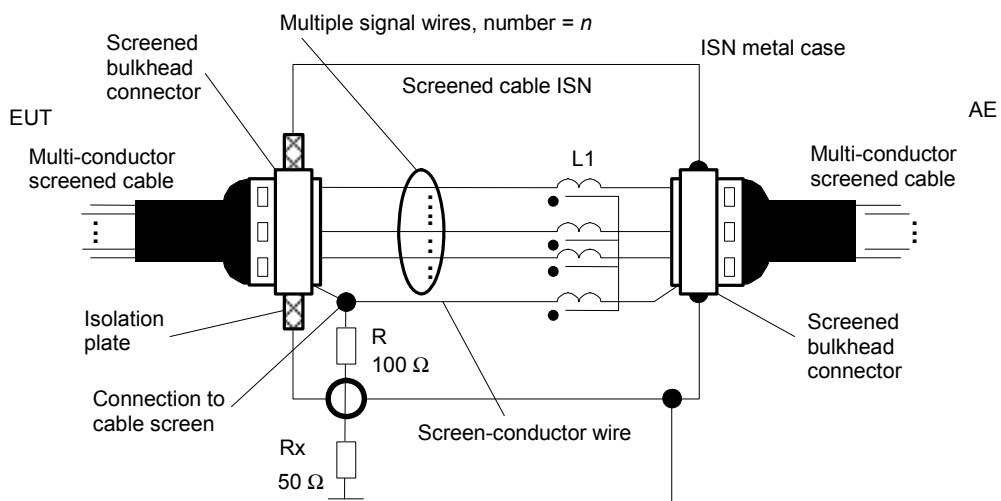 Multiple signal wires, number = n
Screened
bulkhead
connector
ISN metal case
Screened cable ISN
EUT
AE
Multi-conductor
screened cable
L1
Multi-conductor
screened cable
Isolation
plate
R
100 Ω
Screened
bulkhead
connector
Connection to
cable screen
Screen-conductor wire
Rx
50 Ω